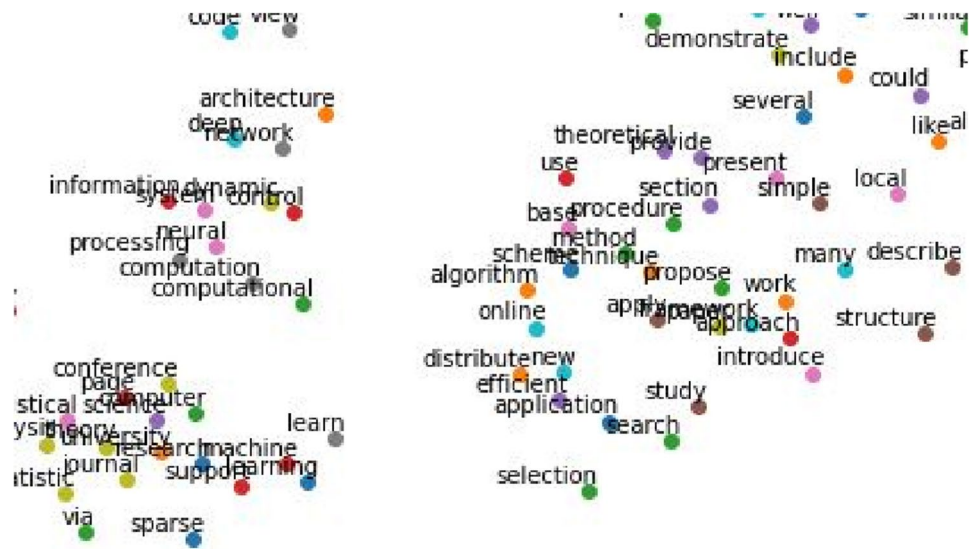 code view
demonstrate
include
could
architecture
several
deep
network
like
theoretical
provide
use
present
information
dynamic
system
control
section
simple
local
base
procedure
neural
method
processing
scheme
technique
many
describe
computation
algorithm
propose
work
computational
online
apply
framework
approach
structure
conference
distribute
new
introduce
page
efficient
study
science
computer
application
learn
search
theory
university
research
machine
journal
support
learning
selection
via
sparse